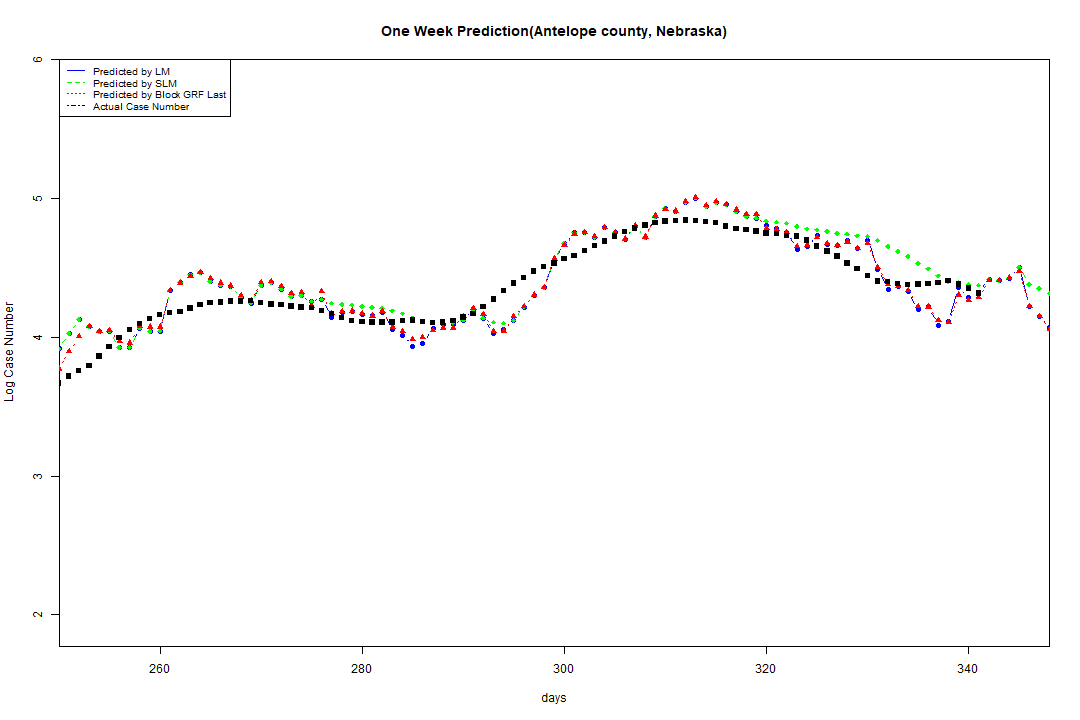 One Week Prediction(Antelope county, Nebraska)
Predicted by LM
Predicted by SLM
Predicted by Block GRF Last
Actual Case Number
6
5
4
3
2
Log Case Number
260 280 300 320 340
days